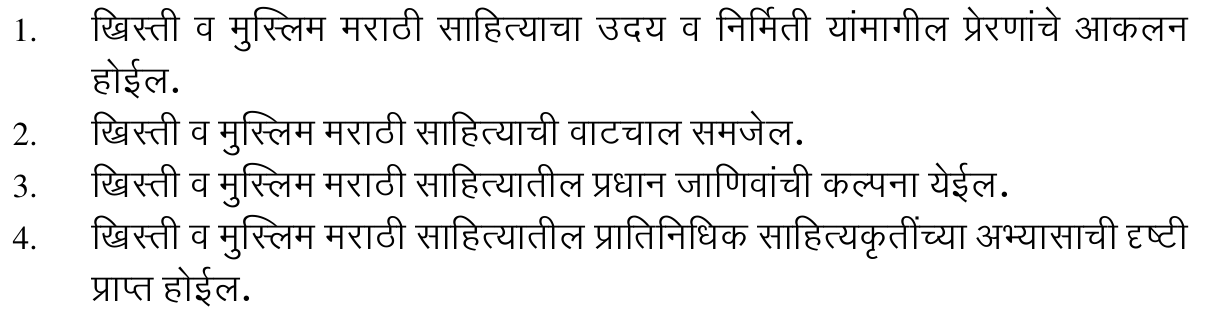 1. खिस्ती व मुस्लिम मराठी साहित्याचा उदय व निर्मिती यांमागील प्रेरणांचे आकलन
होईल.
2. खिस्ती व मुस्लिम मराठी साहित्याची वाटचाल समजेल.
3. खिस्ती व मुस्लिम मराठी साहित्यातील प्रधान जाणिवांची कल्पना येईल.
4. खिस्ती व मुस्लिम मराठी साहित्यातील प्रातिनिधिक साहित्यकृतींच्या अभ्यासाची दृष्टी
प्राप्त होईल.